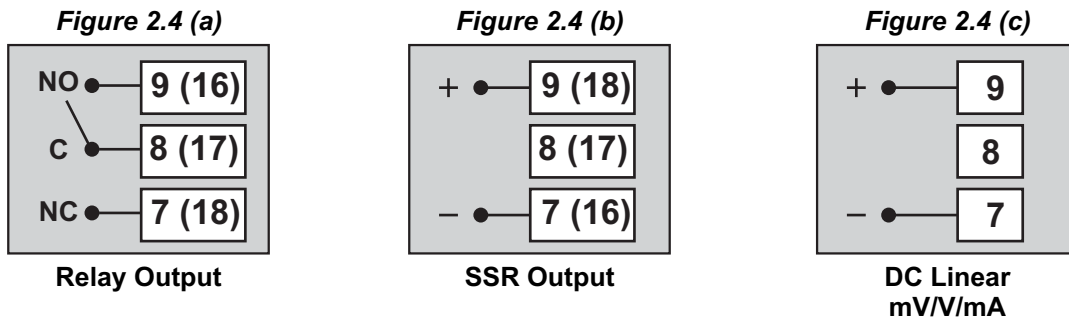 Figure 2.4 (a)
NO 9 (16)
C 8 (17)
NC 7 (18)
Relay Output
Figure 2.4 (b)
+ 9 (18)
8 (17)
– 7 (16)
SSR Output
Figure 2.4 (c)
+ 9
8
– 7
DC Linear
mV/V/mA